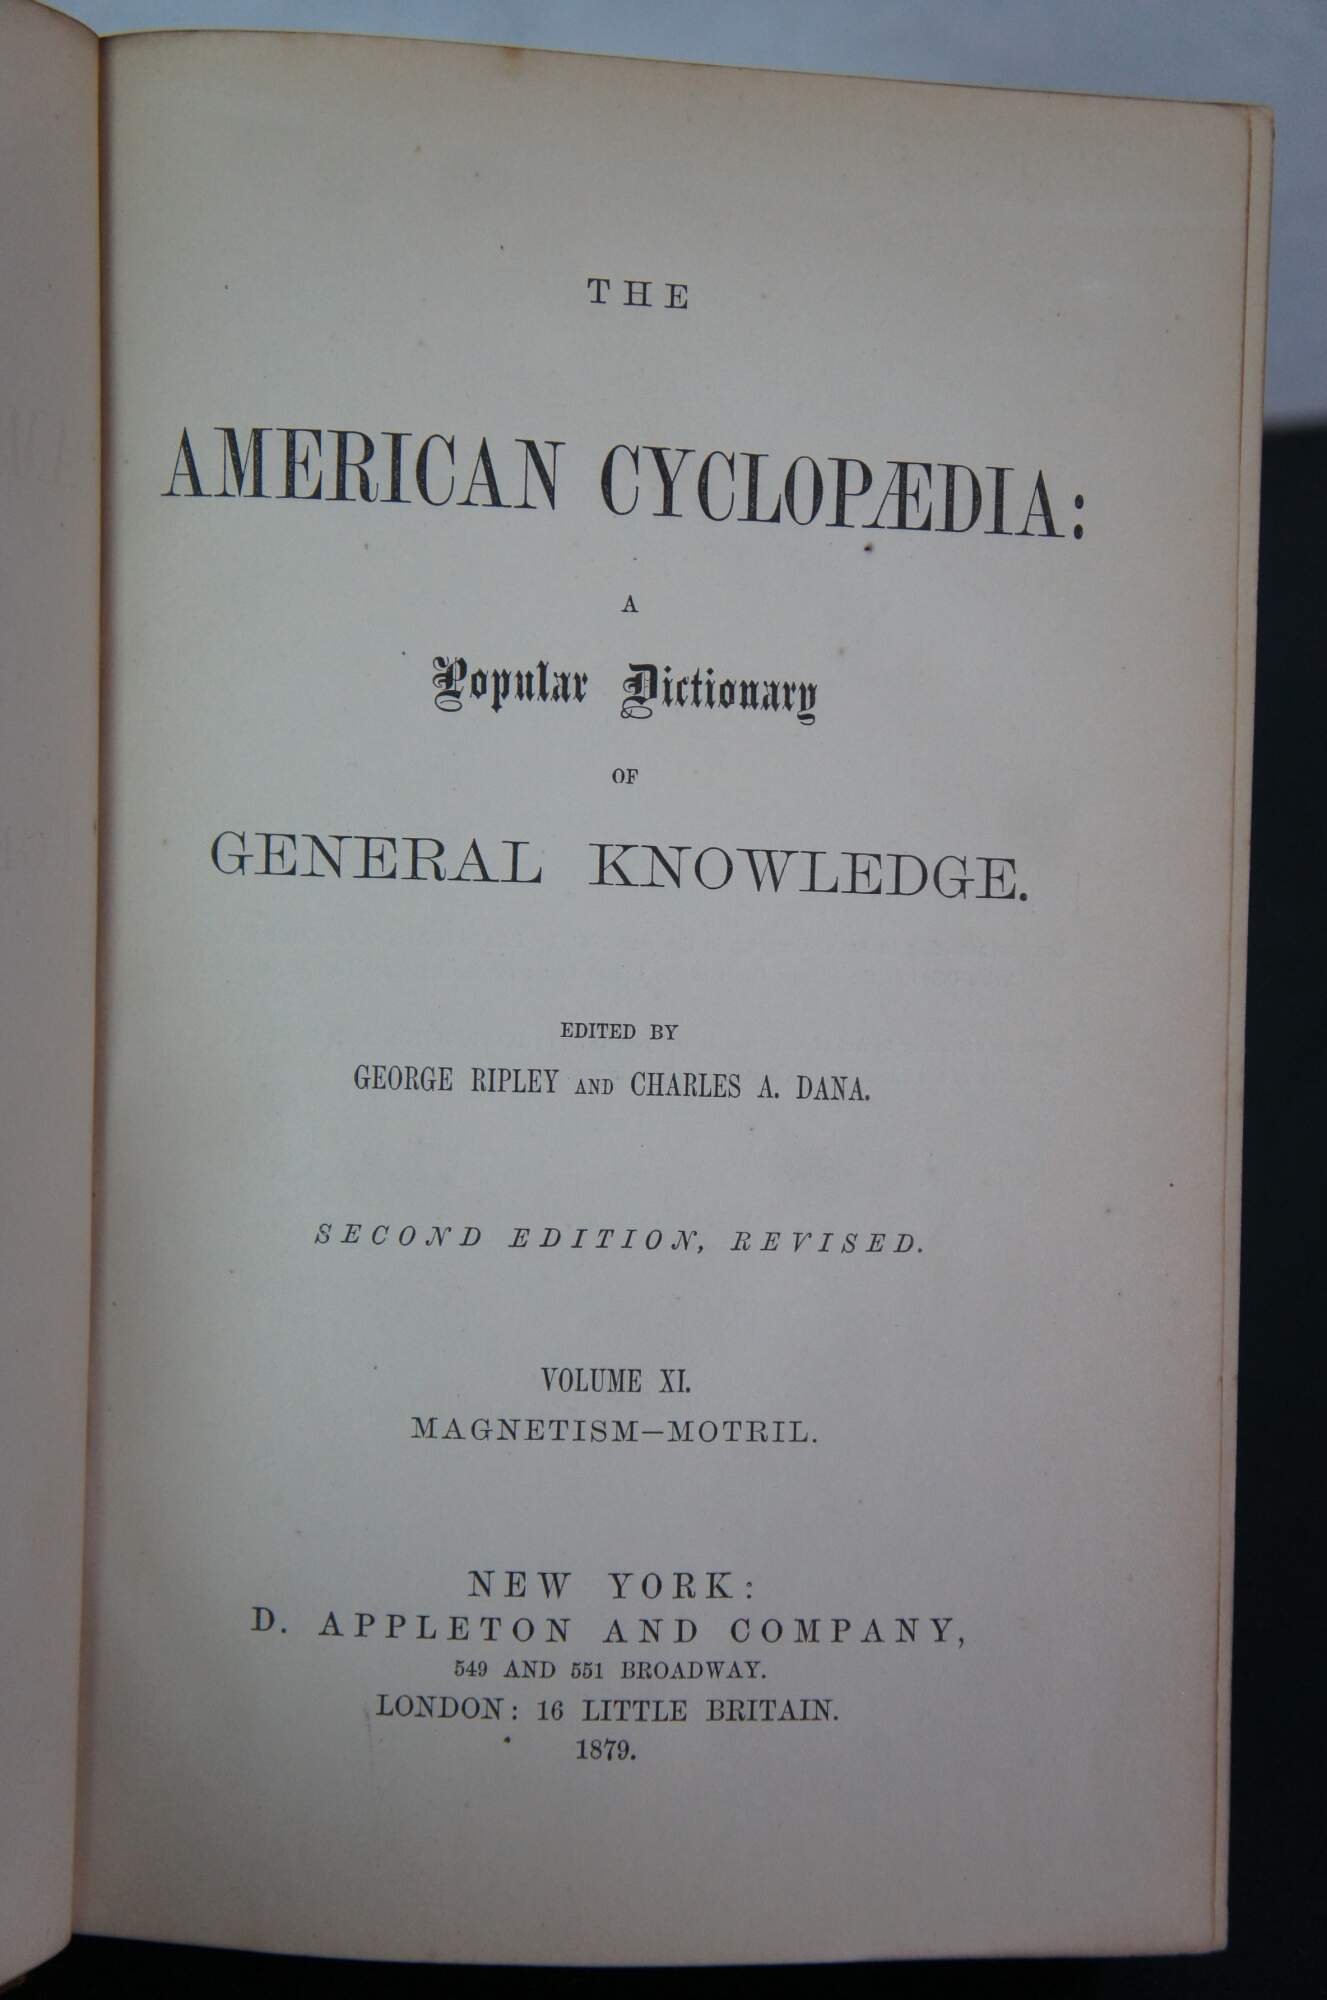 THE
AMERICAN CYCLOPÆDIA:
A
Popular Dictionary
OF
GENERAL KNOWLEDGE.
EDITED BY
GEORGE RIPLEY AND CHARLES A. DANA.
SECOND EDITION, REVISED.
VOLUME XI.
MAGNETISM–MOTRIL.
NEW YORK:
D. APPLETON AND COMPANY,
549 AND 551 BROADWAY.
LONDON: 16 LITTLE BRITAIN.
1879.